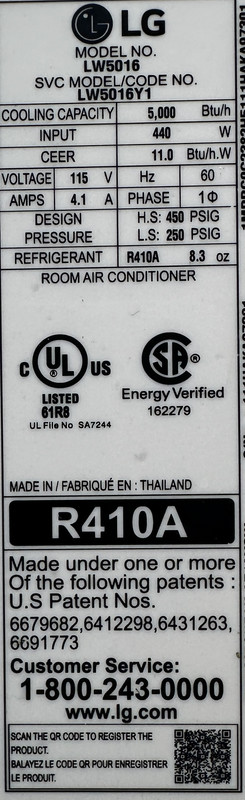 LG
MODEL NO.
LW5016
SVC MODEL/CODE NO.
LW5016Y1
COOLING CAPACITY 5,000 Btu/h
INPUT 440 W
CEER 11.0 Btu/h.W
VOLTAGE 115 V Hz 60
AMPS 4.1 A PHASE 1Φ
DESIGN H.S: 450 PSIG
PRESSURE L.S: 250 PSIG
REFRIGERANT R410A 8.3 oz
ROOM AIR CONDITIONER
C UL US
LISTED
61R8
UL File No SA7244
SA
Energy Verified
162279
MADE IN / FABRIQUÉ EN : THAILAND
R410A
Made under one or more
Of the following patents :
U.S Patent Nos.
6679682,6412298,6431263,
6691773
Customer Service:
1-800-243-0000
www.lg.com
SCAN THE QR CODE TO REGISTER THE
PRODUCT.
BALAYEZ LE CODE QR POUR ENREGISTRER
LE PRODUIT.